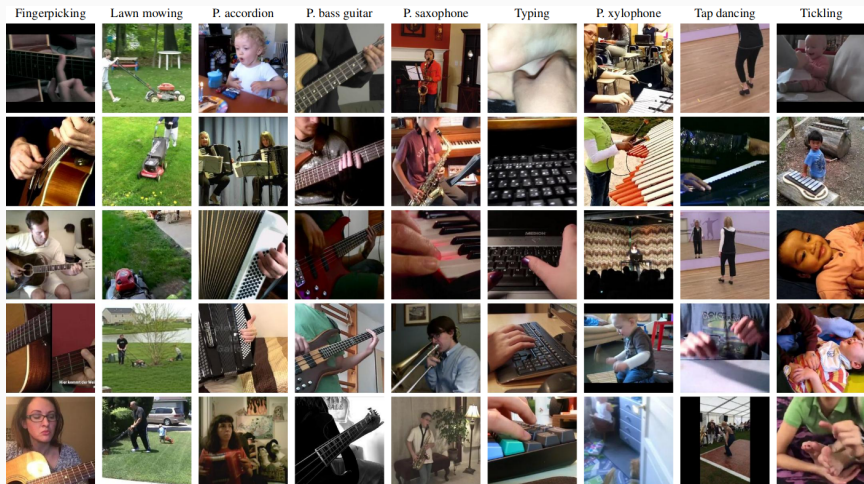 Fingerpicking
Lawn mowing
P. accordion
P. bass guitar
P. saxophone
Typing
P. xylophone
Tap dancing
Tickling